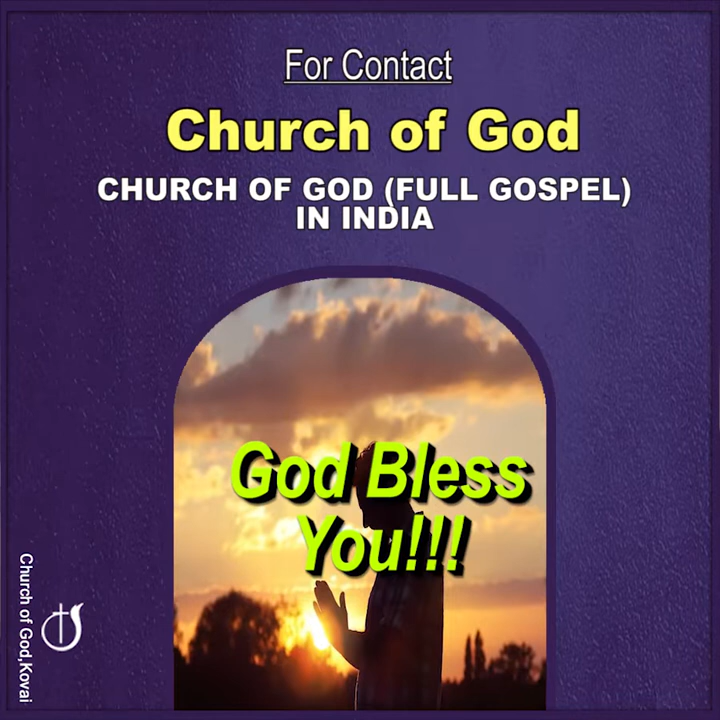 For Contact
Church of God
CHURCH OF GOD (FULL GOSPEL)
IN INDIA
God Bless
You!!!
Church of God,Kovai